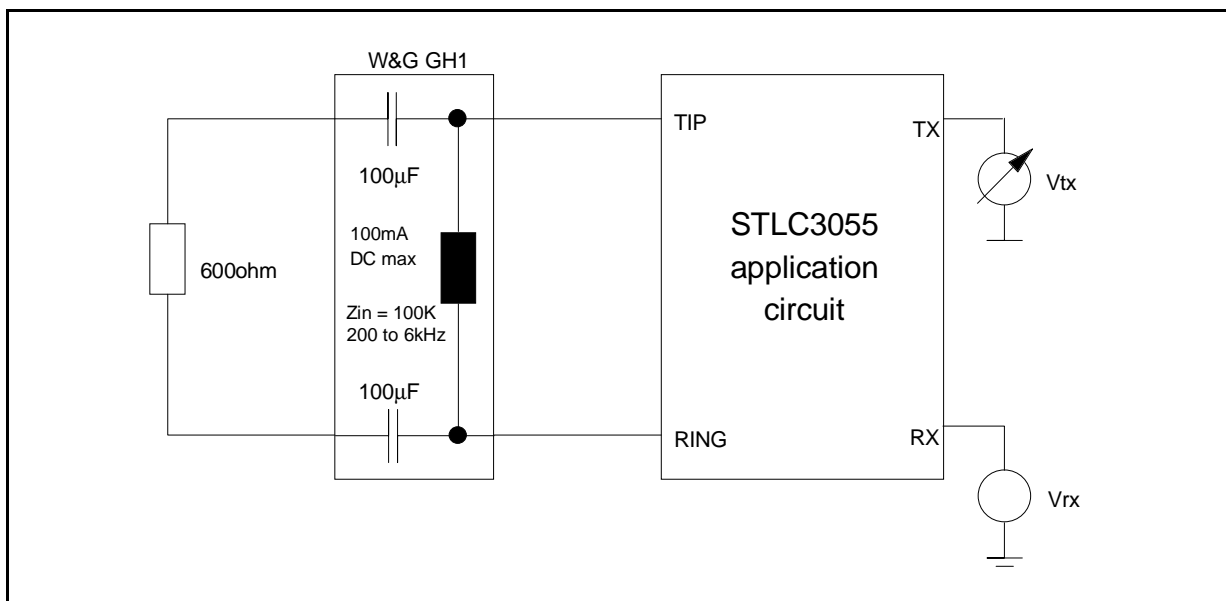 W&G GH1
100µF
100mA
DC max
Zin = 100K
200 to 6kHz
100µF
600ohm
TIP
RING
STLC3055
application
circuit
TX
RX
Vtx
Vrx